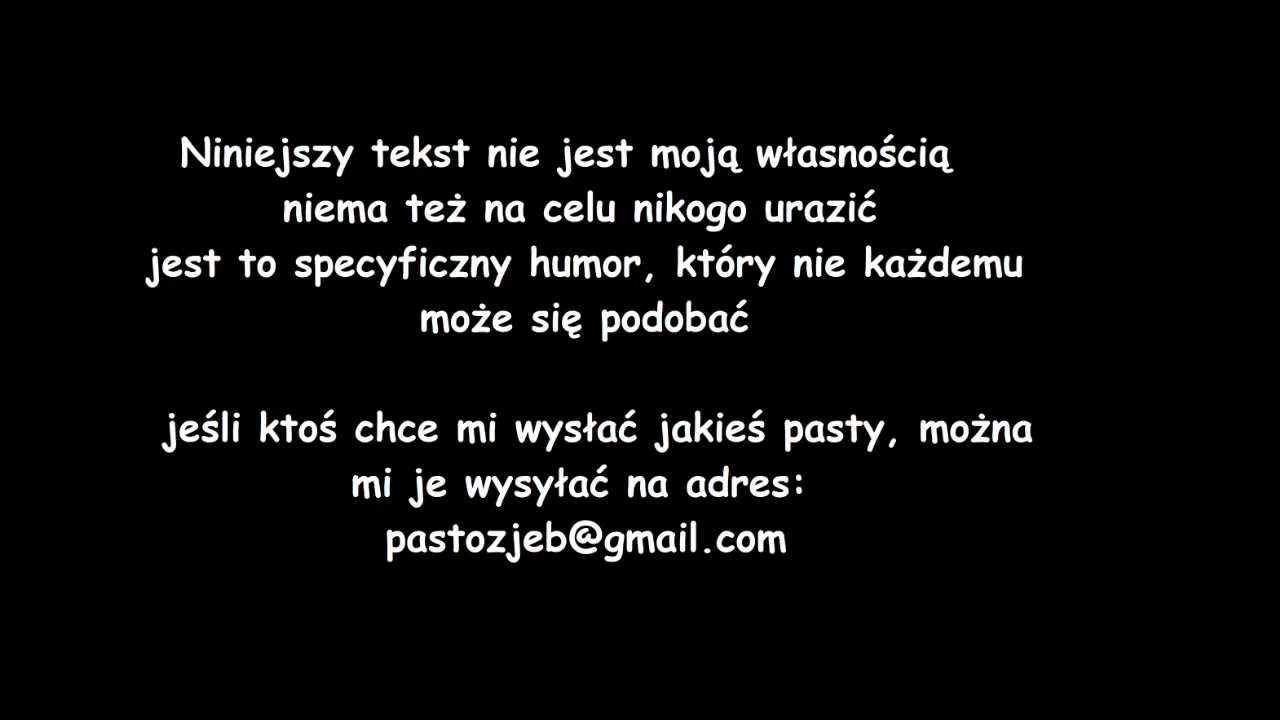 Niniejszy tekst nie jest moją własnością
niema też na celu nikogo urazić
jest to specyficzny humor, który nie każdemu
może się podobać
jeśli ktoś chce mi wysłać jakieś pasty, można
mi je wysyłać na adres:
pastozjeb@gmail.com